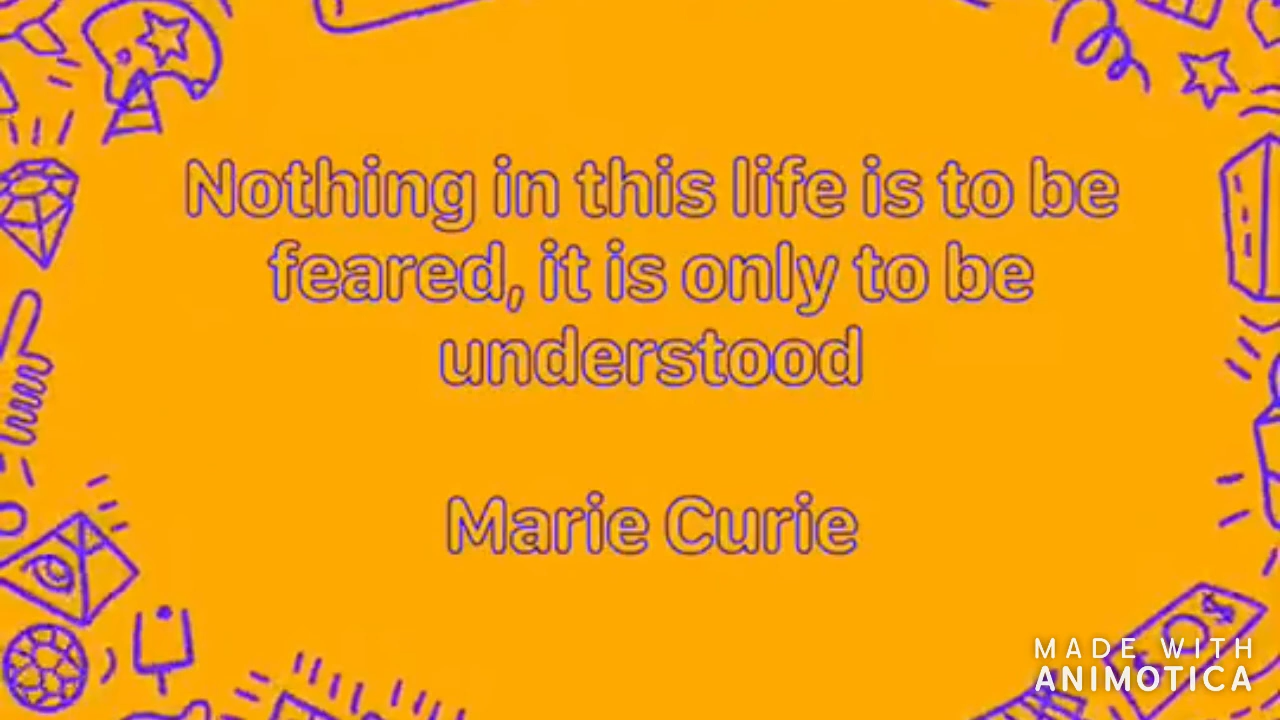 Nothing in this life is to be
feared, it is only to be
understood
Marie Curie
MADE WITH
ANIMOTICA